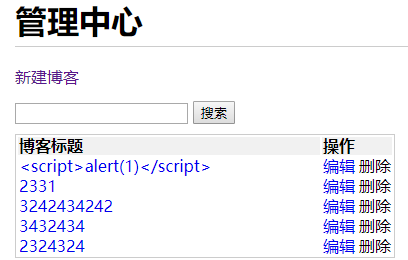 管理中心
新建博客
搜索
博客标题 操作
<script>alert(1)</script> 编辑 删除
2331 编辑 删除
3242434242 编辑 删除
3432434 编辑 删除
2324324 编辑 删除